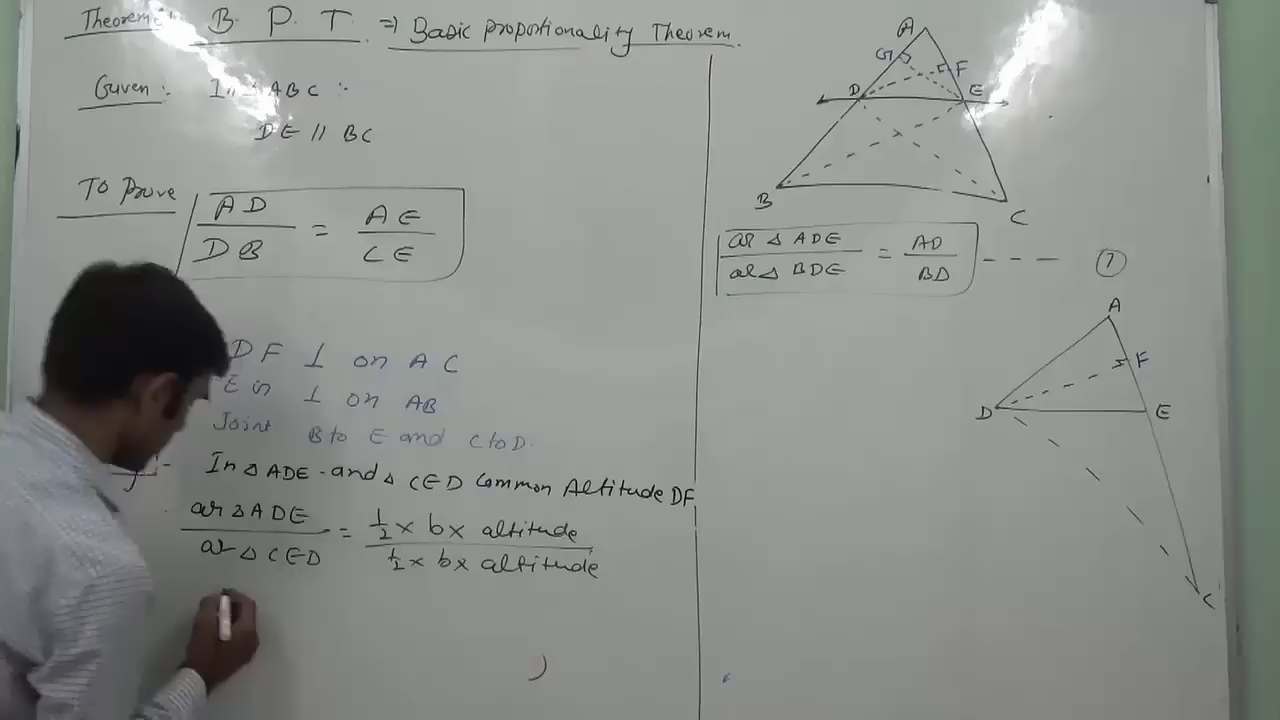 Theorem: B. P. T. ⇒ Basic proportionality Theorem.
Guven:. In Δ ABC :-
DE // BC
To Prove
AD / DB = AE / CE
DF ⊥ on AC
⊥ on AB
Joint B to E and C to D.
In Δ ADE - and Δ CED Common Altitude DF
ar Δ ADE / ar Δ CED = 1/2 × b × altitude / 1/2 × b × altitude
A
G F
D E
B
C
ar Δ ADE / ar Δ BDE = AD / BD - - - ①
A
F
D E
C